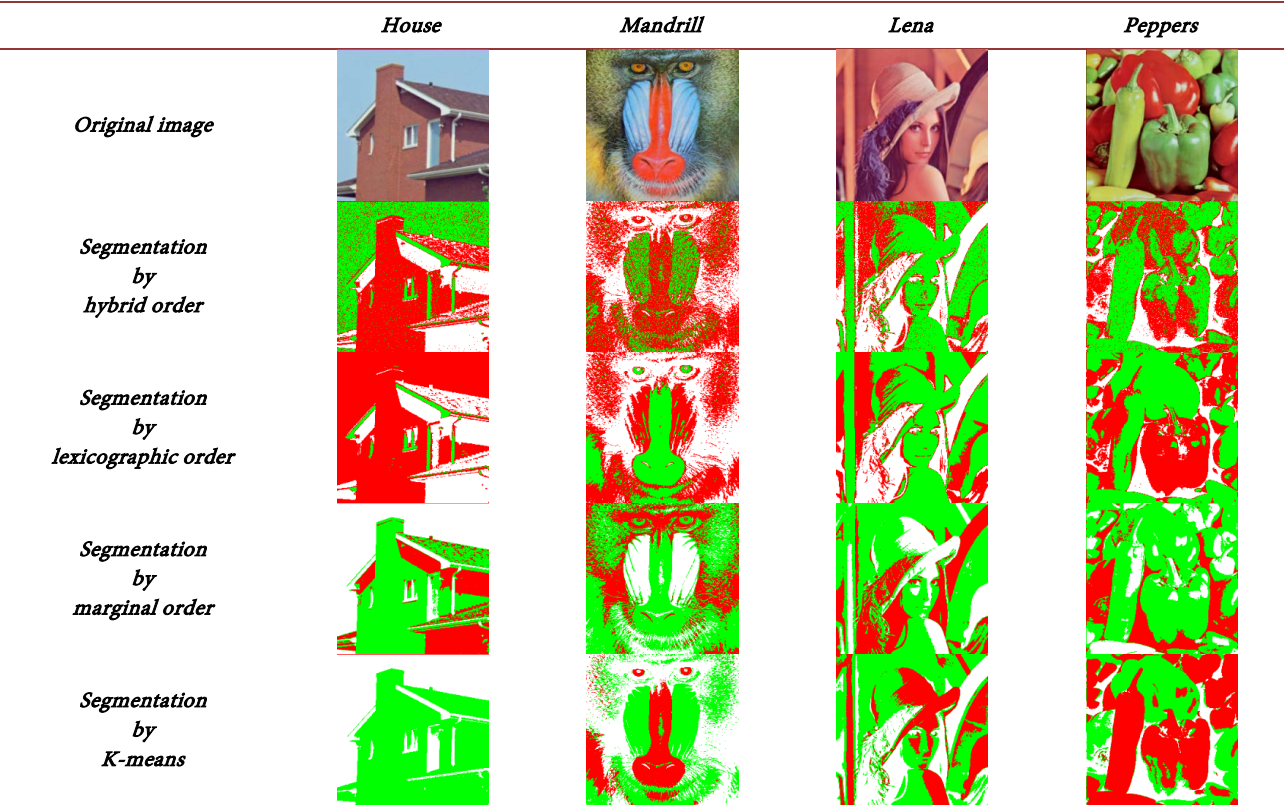 House Mandrill Lena Peppers
Original image
Segmentation
by
hybrid order
Segmentation
by
lexicographic order
Segmentation
by
marginal order
Segmentation
by
K-means